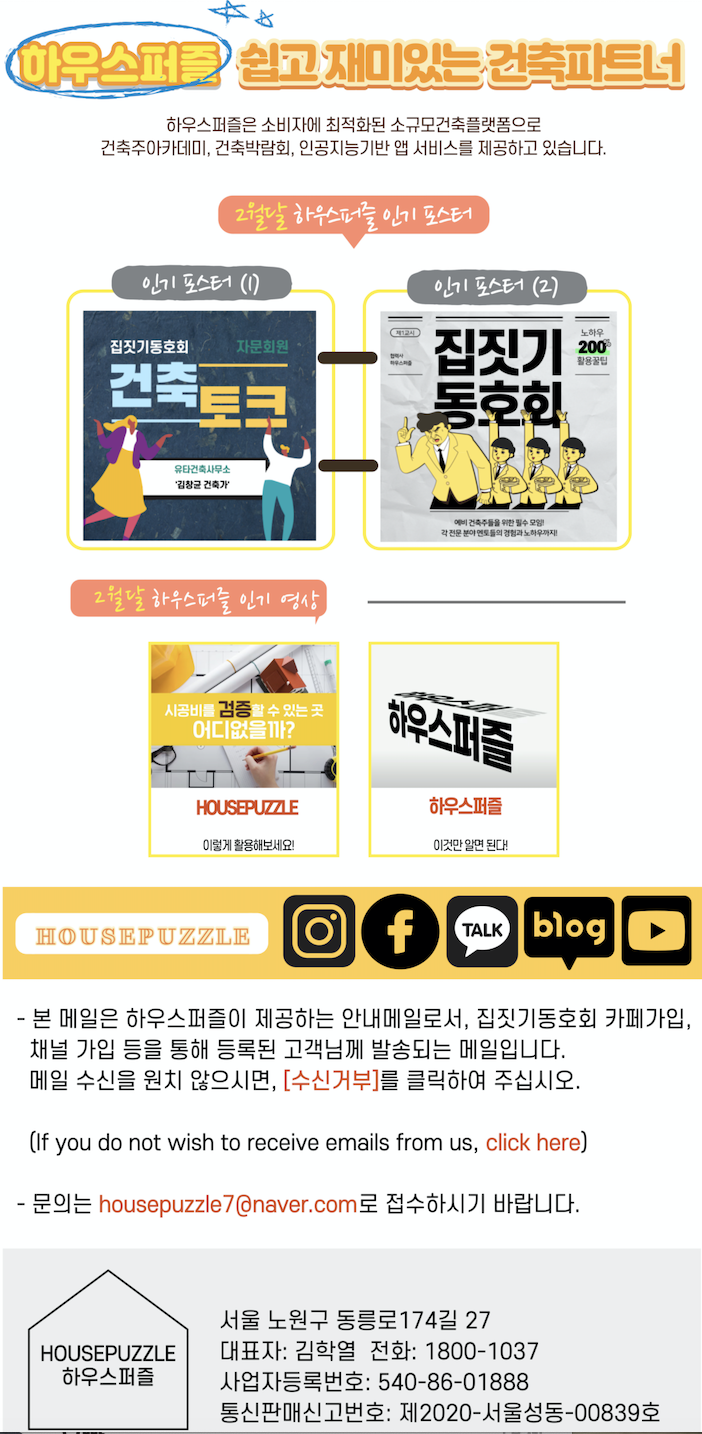 하우스퍼즐 쉽고 재미있는 건축파트너
하우스퍼즐은 소비자에 최적화된 소규모건축플랫폼으로
건축주아카데미, 건축박람회, 인공지능기반 앱 서비스를 제공하고 있습니다.
2월달 하우스퍼즐 인기 포스터
인기 포스터 (1)
집짓기동호회 자문회원
건축
토크
유타건축사무소
'김창균 건축가'
인기 포스터 (2)
제1교시
협력사
하우스퍼즐
집짓기
동호회
노하우
200%
활용꿀팁
예비 건축주들을 위한 필수 모임!
각 전문 분야 멘토들의 경험과 노하우까지!
2월달 하우스퍼즐 인기 영상
시공비를 검증할 수 있는 곳
어디없을까?
HOUSEPUZZLE
이렇게 활용해보세요!
하우스퍼즐
하우스퍼즐
이것만 알면 된다!
HOUSEPUZZLE
TALK
blog
- 본 메일은 하우스퍼즐이 제공하는 안내메일로서, 집짓기동호회 카페가입,
채널 가입 등을 통해 등록된 고객님께 발송되는 메일입니다.
메일 수신을 원치 않으시면, [수신거부]를 클릭하여 주십시오.
(If you do not wish to receive emails from us, click here)
- 문의는 housepuzzle7@naver.com로 접수하시기 바랍니다.
HOUSEPUZZLE
하우스퍼즐
서울 노원구 동릉로174길 27
대표자: 김학열 전화: 1800-1037
사업자등록번호: 540-86-01888
통신판매신고번호: 제2020-서울성동-00839호